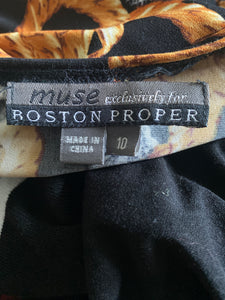 muse exclusively for
BOSTON PROPER
MADE IN
CHINA
10